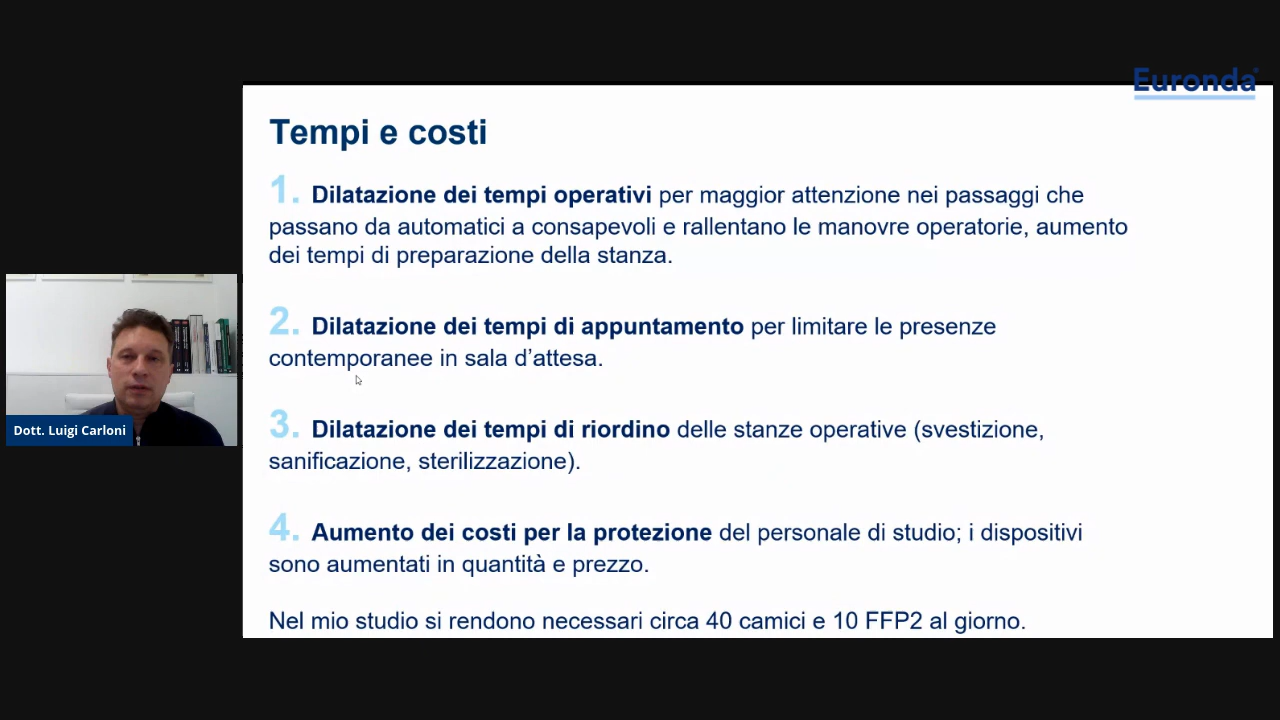 Euronda
Tempi e costi
1. Dilatazione dei tempi operativi per maggior attenzione nei passaggi che
passano da automatici a consapevoli e rallentano le manovre operatorie, aumento
dei tempi di preparazione della stanza.
2. Dilatazione dei tempi di appuntamento per limitare le presenze
contemporanee in sala d’attesa.
3. Dilatazione dei tempi di riordino delle stanze operative (svestizione,
sanificazione, sterilizzazione).
4. Aumento dei costi per la protezione del personale di studio; i dispositivi
sono aumentati in quantità e prezzo.
Nel mio studio si rendono necessari circa 40 camici e 10 FFP2 al giorno.
Dott. Luigi Carloni